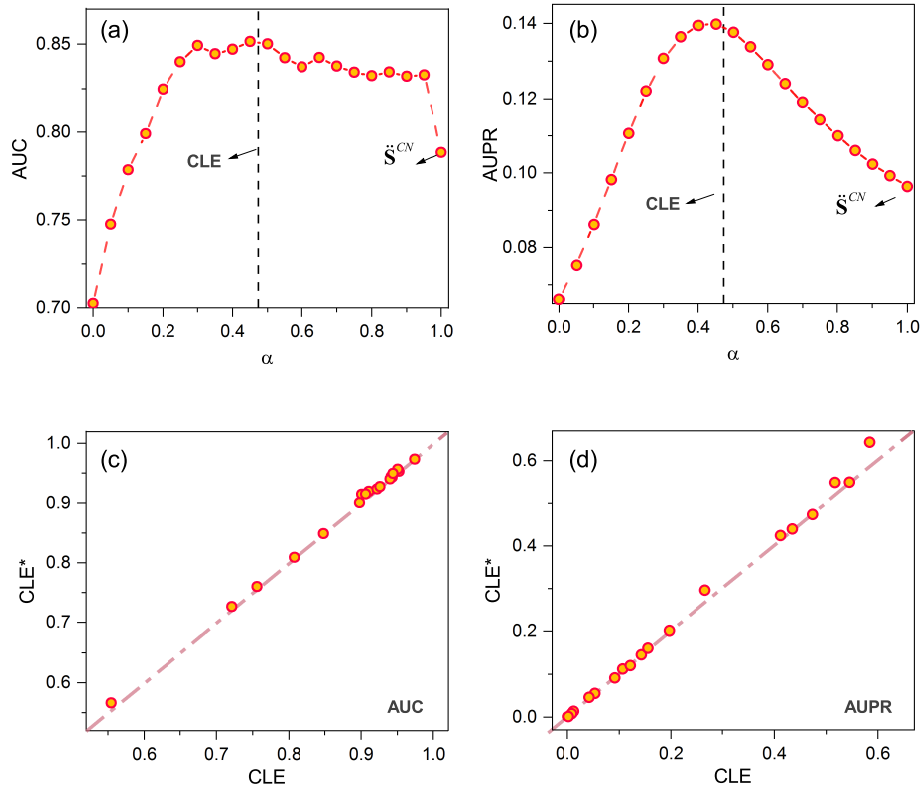 (a)
0.85
0.80
0.75
0.70
AUC
CLE
S̈^CN
0.0 0.2 0.4 0.6 0.8 1.0
α
(b)
0.14
0.12
0.10
0.08
AUPR
CLE
S̈^CN
0.0 0.2 0.4 0.6 0.8 1.0
α
(c)
1.0
0.9
0.8
0.7
0.6
CLE*
AUC
0.6 0.7 0.8 0.9 1.0
CLE
(d)
0.6
0.4
0.2
0.0
CLE*
AUPR
0.0 0.2 0.4 0.6
CLE